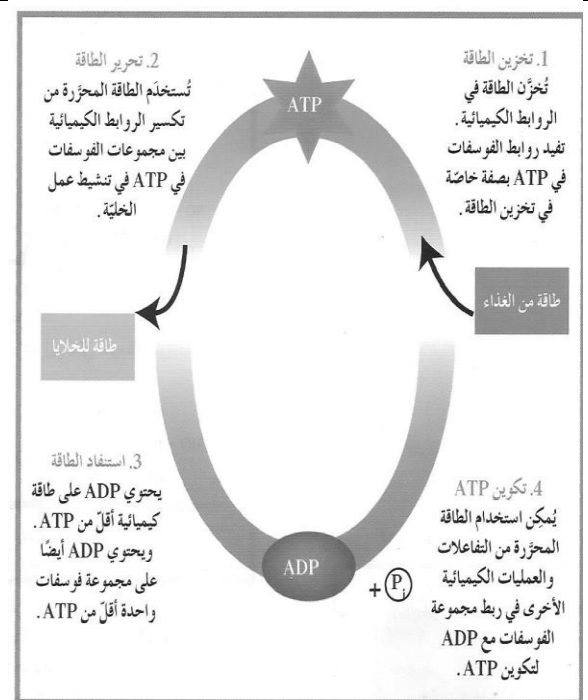 1. تخزين الطاقة
تُخزَّن الطاقة في
الروابط الكيميائية.
تفيد روابط الفوسفات
في ATP بصفة خاصّة
في تخزين الطاقة.
2. تحرير الطاقة
تُستخدَم الطاقة المحرَّرة من
تكسير الروابط الكيميائية
بين مجموعات الفوسفات
في ATP في تنشيط عمل
الخليّة.
ATP
طاقة من الغذاء
طاقة للخلايا
3. استنفاد الطاقة
يحتوي ADP على طاقة
كيميائية أقلّ من ATP.
ويحتوي ADP أيضًا
على مجموعة فوسفات
واحدة أقلّ من ATP.
4. تكوين ATP
يُمكِن استخدام الطاقة
المحرَّرة من التفاعلات
والعمليات الكيميائية
الأخرى في ربط مجموعة
الفوسفات مع ADP
لتكوين ATP.
ADP
+ Pi